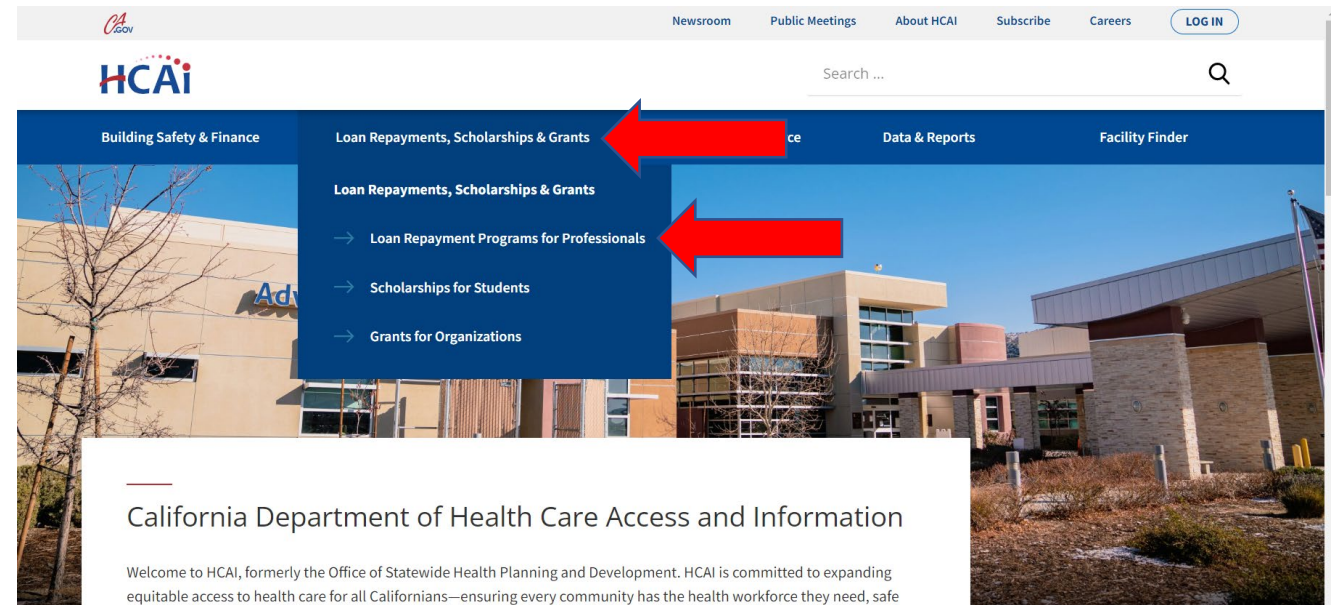 CA.GOV
Newsroom Public Meetings About HCAI Subscribe Careers LOG IN
HCAi
Search ...
Building Safety & Finance Loan Repayments, Scholarships & Grants Data & Reports Facility Finder
Loan Repayments, Scholarships & Grants
Loan Repayment Programs for Professionals
Scholarships for Students
Grants for Organizations
California Department of Health Care Access and Information
Welcome to HCAI, formerly the Office of Statewide Health Planning and Development. HCAI is committed to expanding
equitable access to health care for all Californians—ensuring every community has the health workforce they need, safe